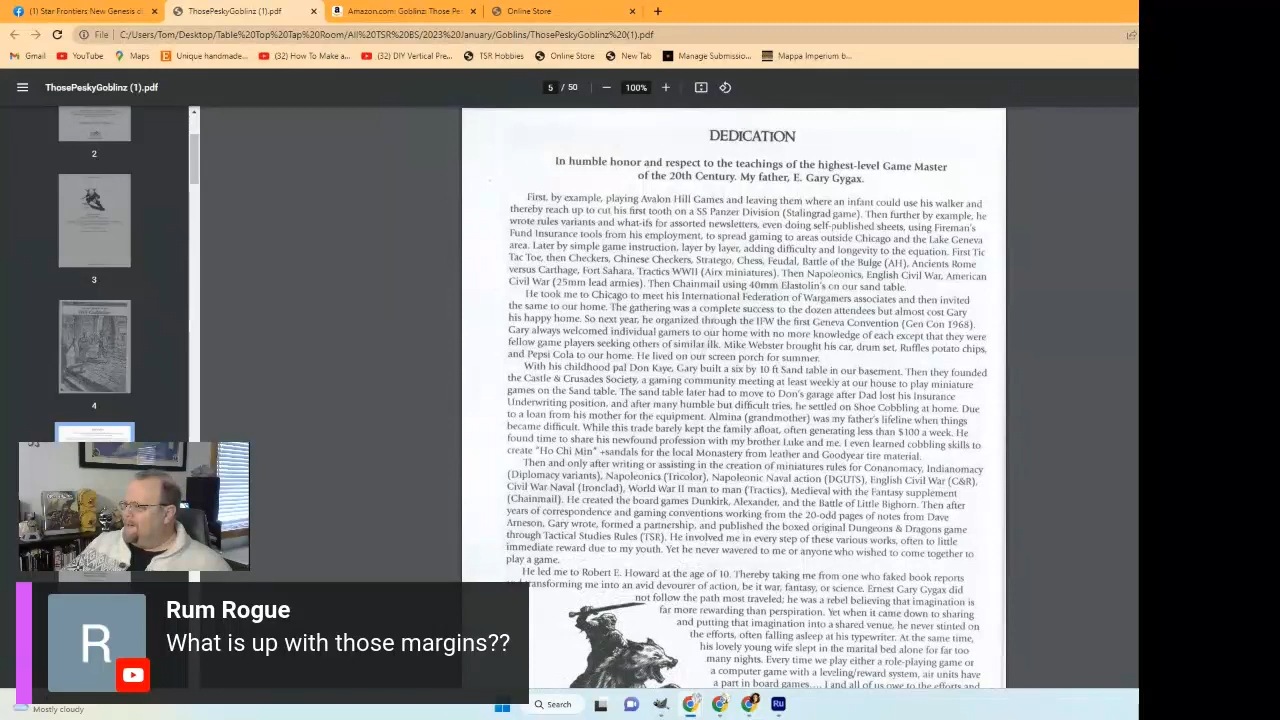 (1) Star Frontiers New Genesis c
ThosePeskyGoblinz (1).pdf
Amazon.com: Goblinz: Those Pe
Online Store
File
C:/Users/Tom/Desktop/Table%20Top%20Tap%20Room/All%20TSR%20BS/2023%20January/Goblins/ThosePeskyGoblinz%20(1).pdf
Gmail
YouTube
Maps
Unique handmade...
(32) How To Make a...
(32) DIY Vertical Pre...
TSR Hobbies
Online Store
New Tab
Manage Submissio...
Mappa Imperium b...
ThosePeskyGoblinz (1).pdf
5 / 50
100%
2
3
4
DEDICATION
In humble honor and respect to the teachings of the highest-level Game Master
of the 20th Century. My father, E. Gary Gygax.
First, by example, playing Avalon Hill Games and leaving them where an infant could use his walker and
thereby reach up to cut his first tooth on a SS Panzer Division (Stalingrad game). Then further by example, he
wrote rules variants and what-ifs for assorted newsletters, even doing self-published sheets, using Fireman's
Fund Insurance tools from his employment, to spread gaming to areas outside Chicago and the Lake Geneva
area. Later by simple game instruction, layer by layer, adding difficulty and longevity to the equation. First Tic
Tac Toe, then Checkers, Chinese Checkers, Stratego, Chess, Feudal, Battle of the Bulge (AH), Ancients Rome
versus Carthage, Fort Sahara, Tractics WWII (Airx miniatures). Then Napoleonics, English Civil War, American
Civil War (25mm lead armies). Then Chainmail using 40mm Elastolin's on our sand table.
He took me to Chicago to meet his International Federation of Wargamers associates and then invited
the same to our home. The gathering was a complete success to the dozen attendees but almost cost Gary
his happy home. So next year, he organized through the IFW the first Geneva Convention (Gen Con 1968).
Gary always welcomed individual gamers to our home with no more knowledge of each except that they were
fellow game players seeking others of similar ilk. Mike Webster brought his car, drum set, Ruffles potato chips,
and Pepsi Cola to our home. He lived on our screen porch for summer.
With his childhood pal Don Kaye, Gary built a six by 10 ft Sand table in our basement. Then they founded
the Castle & Crusades Society, a gaming community meeting at least weekly at our house to play miniature
games on the Sand table. The sand table later had to move to Don's garage after Dad lost his Insurance
Underwriting position, and after many humble but difficult tries, he settled on Shoe Cobbling at home. Due
to a loan from his mother for the equipment. Almina (grandmother) was my father's lifeline when things
became difficult. While this trade barely kept the family afloat, often generating less than $100 a week. He
found time to share his newfound profession with my brother Luke and me. I even learned cobbling skills to
create "Ho Chi Min" +sandals for the local Monastery from leather and Goodyear tire material.
Then and only after writing or assisting in the creation of miniatures rules for Conanomacy, Indianomacy
(Diplomacy variants), Napoleonics (Tricolor), Napoleonic Naval action (DGUTS), English Civil War (C&R),
Civil War Naval (Ironclad), World War II man to man (Tractics), Medieval with the Fantasy supplement
(Chainmail). He created the board games Dunkirk, Alexander, and the Battle of Little Bighorn. Then after
years of correspondence and gaming conventions working from the 20-odd pages of notes from Dave
Arneson, Gary wrote, formed a partnership, and published the boxed original Dungeons & Dragons game
through Tactical Studies Rules (TSR). He involved me in every step of these various works, often to little
immediate reward due to my youth. Yet he never wavered to me or anyone who wished to come together to
play a game.
He led me to Robert E. Howard at the age of 10. Thereby taking me from one who faked book reports
transforming me into an avid devourer of action, be it war, fantasy, or science. Ernest Gary Gygax did
not follow the path most traveled; he was a rebel believing that imagination is
far more rewarding than perspiration. Yet when it came down to sharing
and putting that imagination into a shared venue, he never stinted on
the efforts, often falling asleep at his typewriter. At the same time,
his lovely young wife slept in the marital bed alone for far too
many nights. Every time we play either a role-playing game or
a computer game with a leveling/reward system, air units have
a part in board games.... I and all of us owe to the efforts and
R
Rum Rogue
What is up with those margins??
Mostly cloudy
Search
Ru